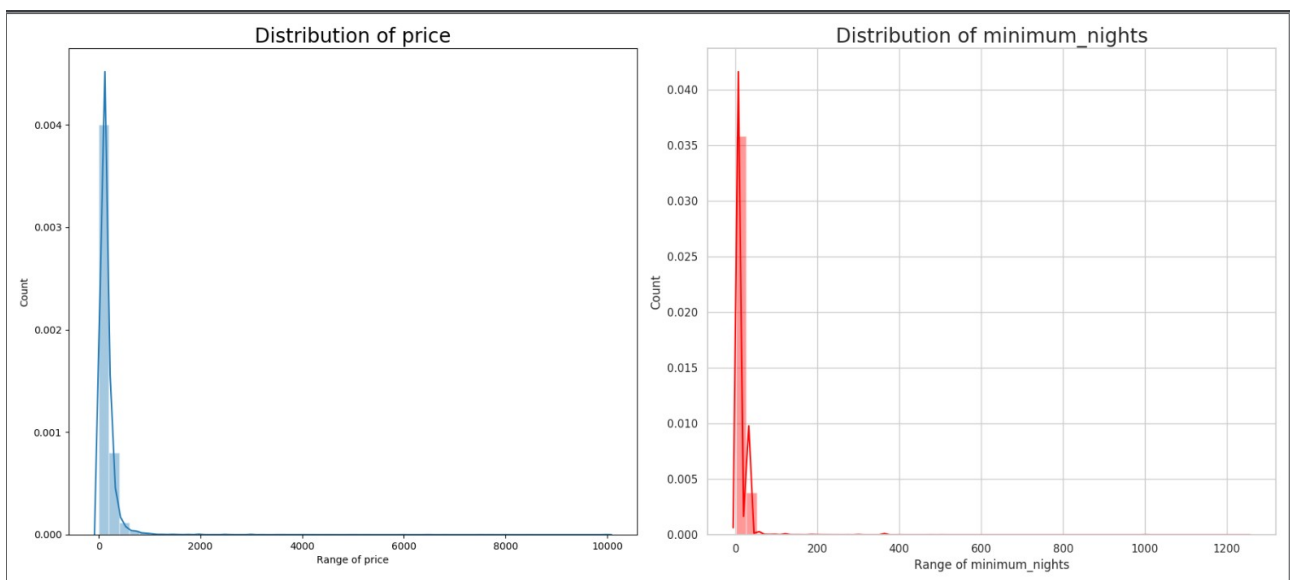 Distribution of price
Count
0.004
0.003
0.002
0.001
0.000
0 2000 4000 6000 8000 10000
Range of price
Distribution of minimum_nights
Count
0.040
0.035
0.030
0.025
0.020
0.015
0.010
0.005
0.000
0 200 400 600 800 1000 1200
Range of minimum_nights